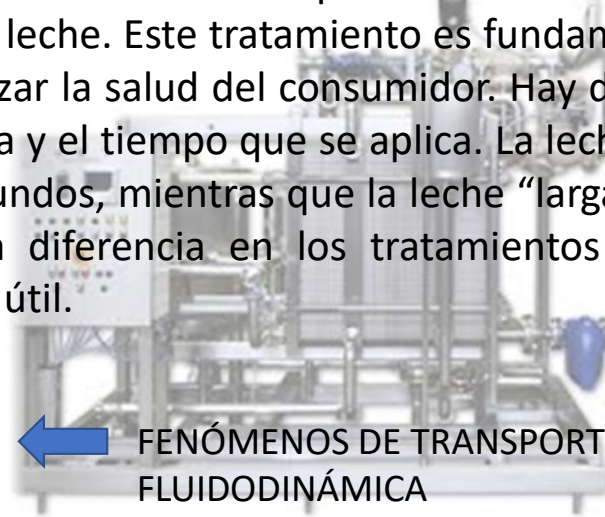 leche. Este tratamiento es fundam
zar la salud del consumidor. Hay d
a y el tiempo que se aplica. La lech
undos, mientras que la leche “larga
diferencia en los tratamientos
útil.
FENÓMENOS DE TRANSPORT
FLUIDODINÁMICA